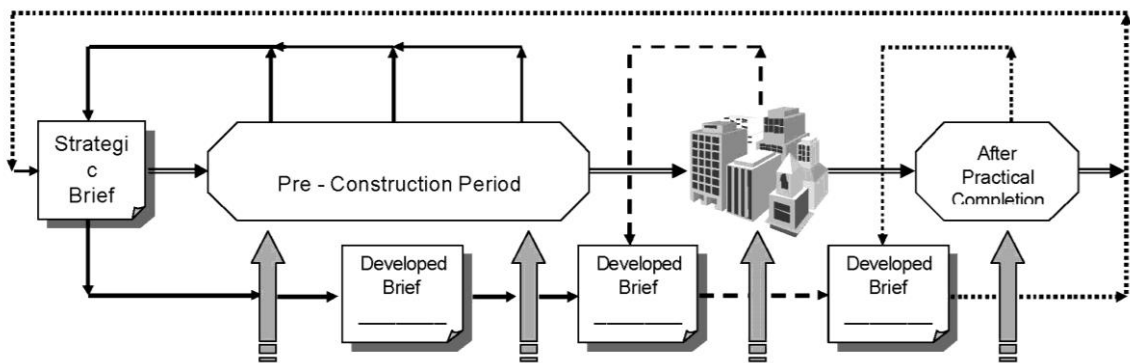 Strategi
c
Brief
Pre - Construction Period
After
Practical
Completion
Developed
Brief
Developed
Brief
Developed
Brief